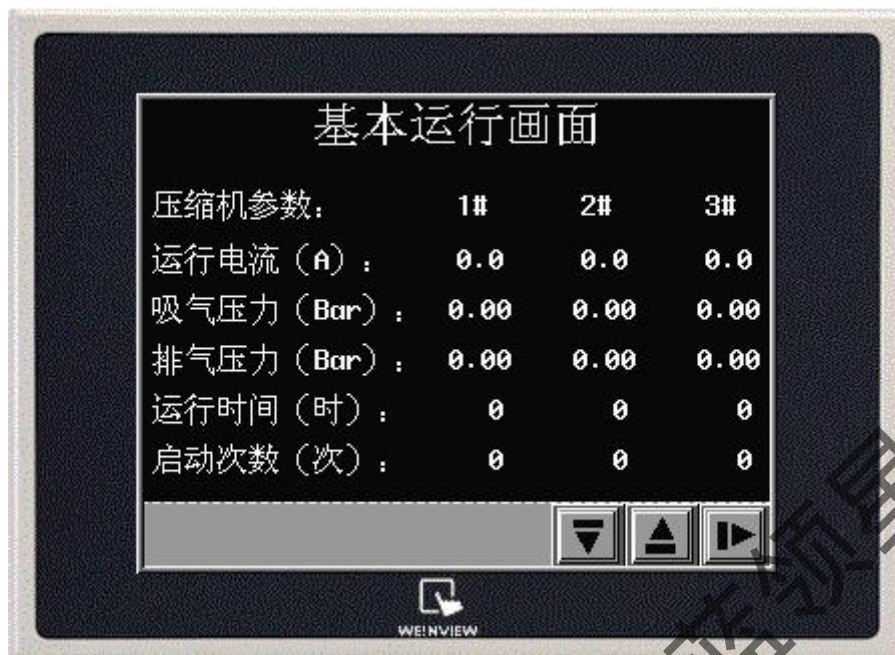 基本运行画面
压缩机参数: 1# 2# 3#
运行电流（A）: 0.0 0.0 0.0
吸气压力（Bar）: 0.00 0.00 0.00
排气压力（Bar）: 0.00 0.00 0.00
运行时间（时）: 0 0 0
启动次数（次）: 0 0 0
WEINVIEW
蓝领星